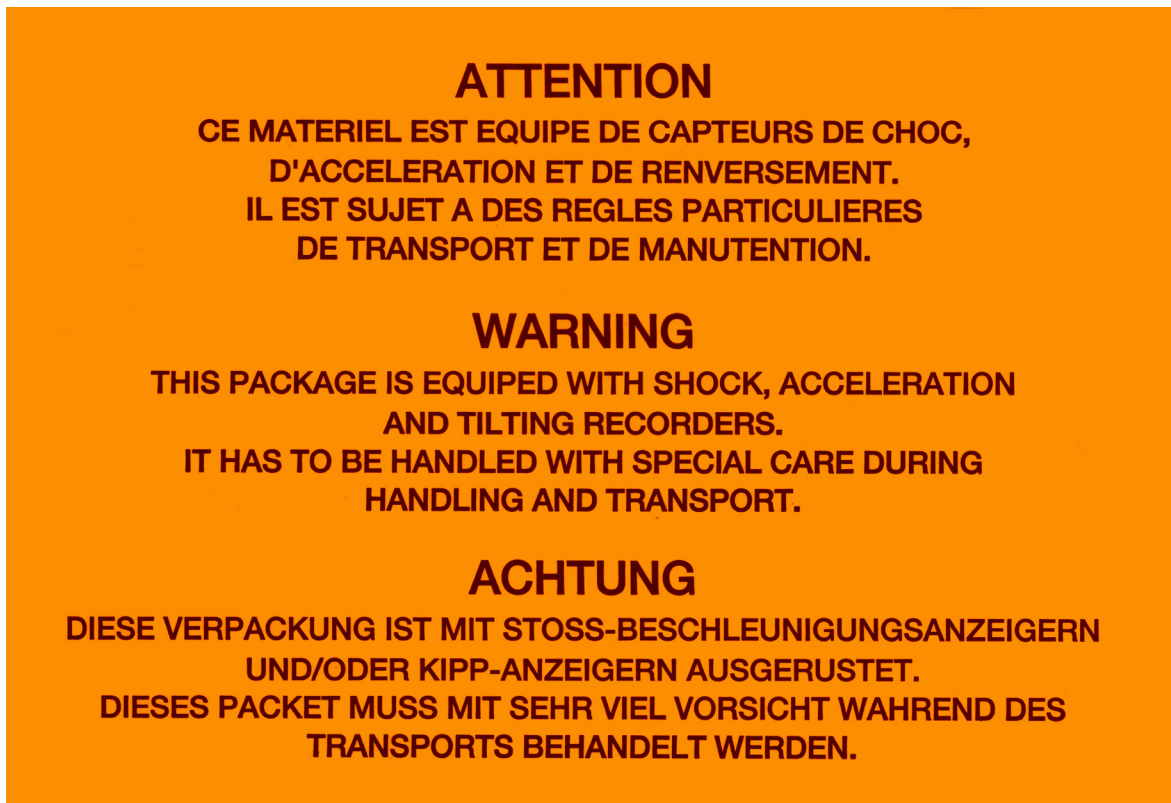 ATTENTION
CE MATERIEL EST EQUIPE DE CAPTEURS DE CHOC,
D'ACCELERATION ET DE RENVERSEMENT.
IL EST SUJET A DES REGLES PARTICULIERES
DE TRANSPORT ET DE MANUTENTION.
WARNING
THIS PACKAGE IS EQUIPED WITH SHOCK, ACCELERATION
AND TILTING RECORDERS.
IT HAS TO BE HANDLED WITH SPECIAL CARE DURING
HANDLING AND TRANSPORT.
ACHTUNG
DIESE VERPACKUNG IST MIT STOSS-BESCHLEUNIGUNGSANZEIGERN
UND/ODER KIPP-ANZEIGERN AUSGERUSTET.
DIESES PACKET MUSS MIT SEHR VIEL VORSICHT WAHREND DES
TRANSPORTS BEHANDELT WERDEN.